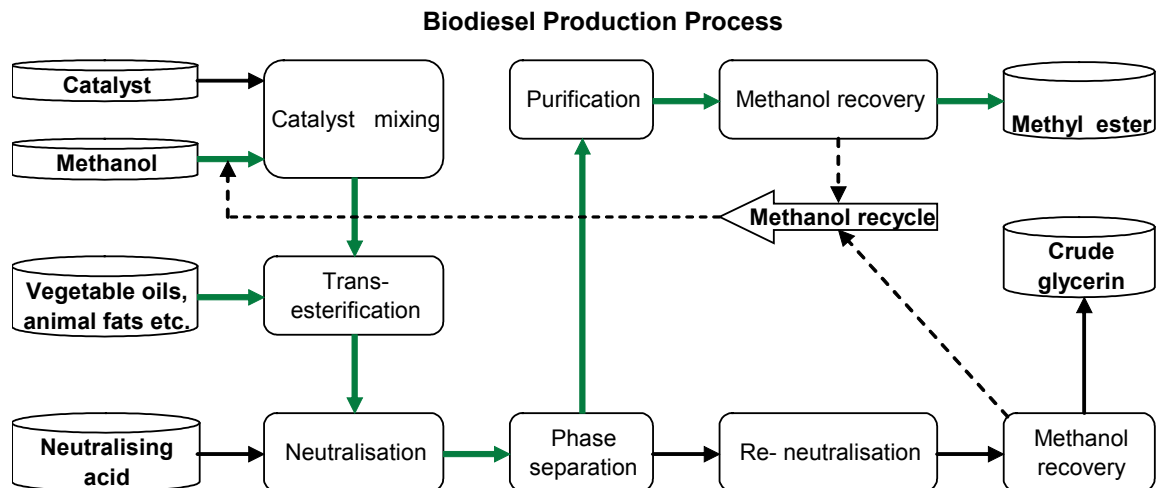 Biodiesel Production Process
Catalyst
Catalyst mixing
Methanol
Purification
Methanol recovery
Methyl ester
Methanol recycle
Vegetable oils,
animal fats etc.
Trans-
esterification
Crude
glycerin
Neutralising
acid
Neutralisation
Phase
separation
Re- neutralisation
Methanol
recovery